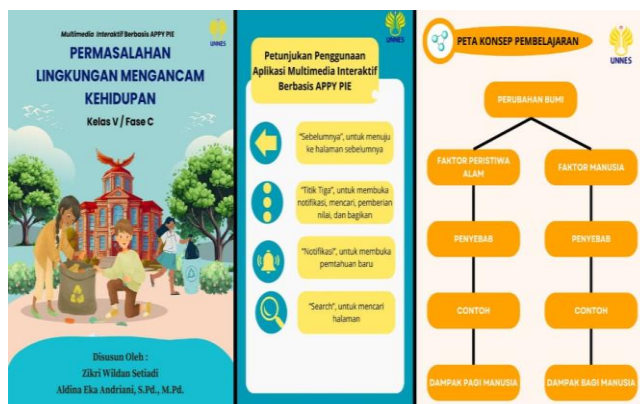 Multimedia Interaktif Berbasis APPY PIE
UNNES
PERMASALAHAN
LINGKUNGAN MENGANCAM
KEHIDUPAN
Kelas V / Fase C
Disusun Oleh :
Zikri Wildan Setiadi
Aldina Eka Andriani, S.Pd., M.Pd.
UNNES
Petunjukan Penggunaan
Aplikasi Multimedia Interaktif
Berbasis APPY PIE
"Sebelumnya", untuk menuju
ke halaman sebelumnya
"Titik Tiga", untuk membuka
notifikasi, mencari, pemberian
nilai, dan bagikan
"Notifikasi", untuk membuka
pemtahuan baru
"Search", untuk mencari
halaman
PETA KONSEP PEMBELAJARAN
UNNES
PERUBAHAN BUMI
FAKTOR PERISTIWA
ALAM
FAKTOR MANUSIA
PENYEBAB
PENYEBAB
CONTOH
CONTOH
DAMPAK PAGI MANUSIA
DAMPAK BAGI MANUSIA